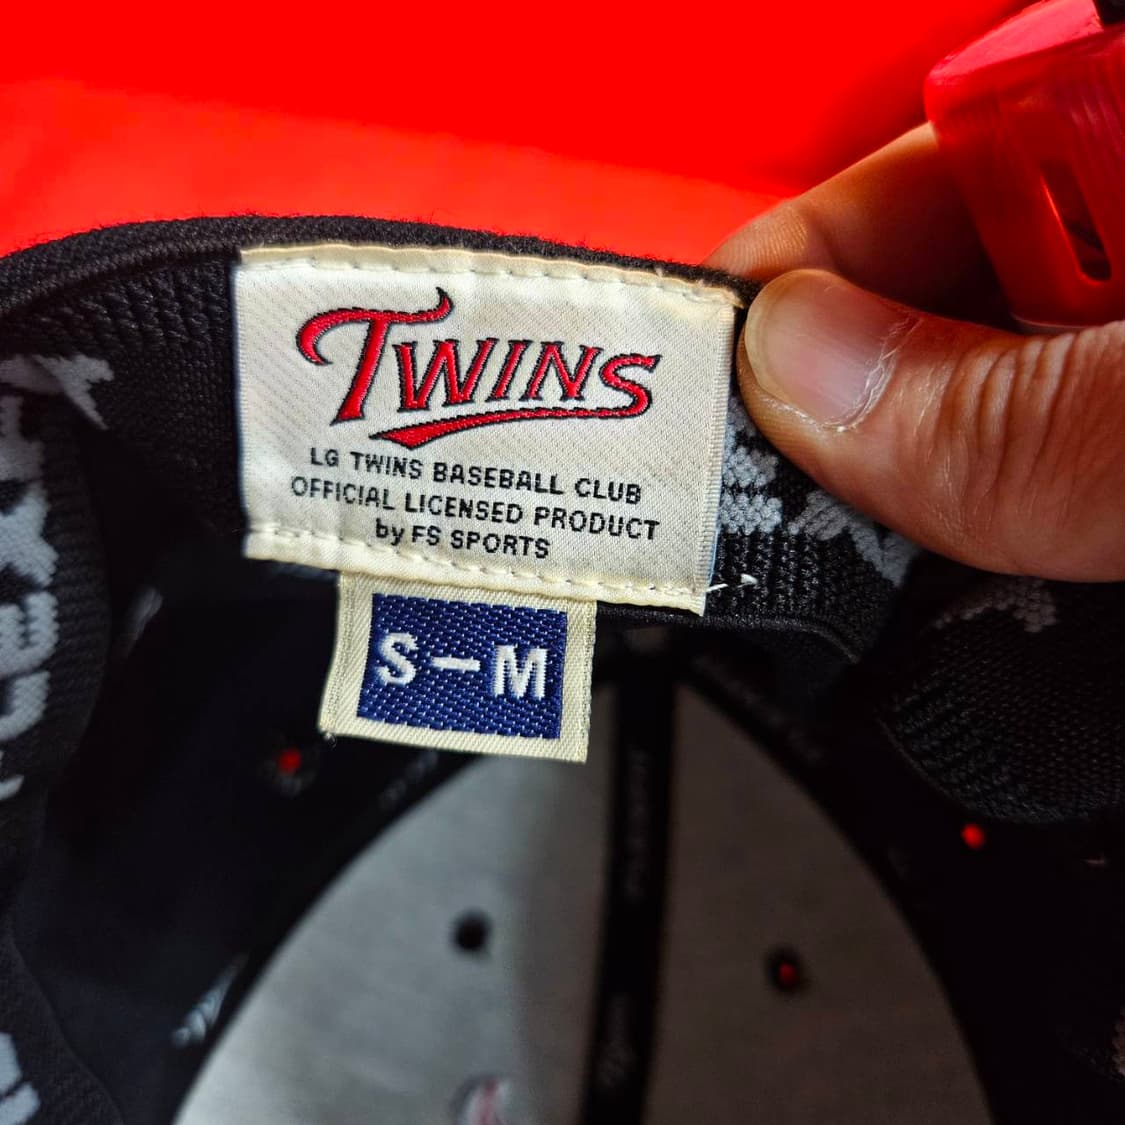 TWINS
LG TWINS BASEBALL CLUB
OFFICIAL LICENSED PRODUCT
by FS SPORTS
S-M